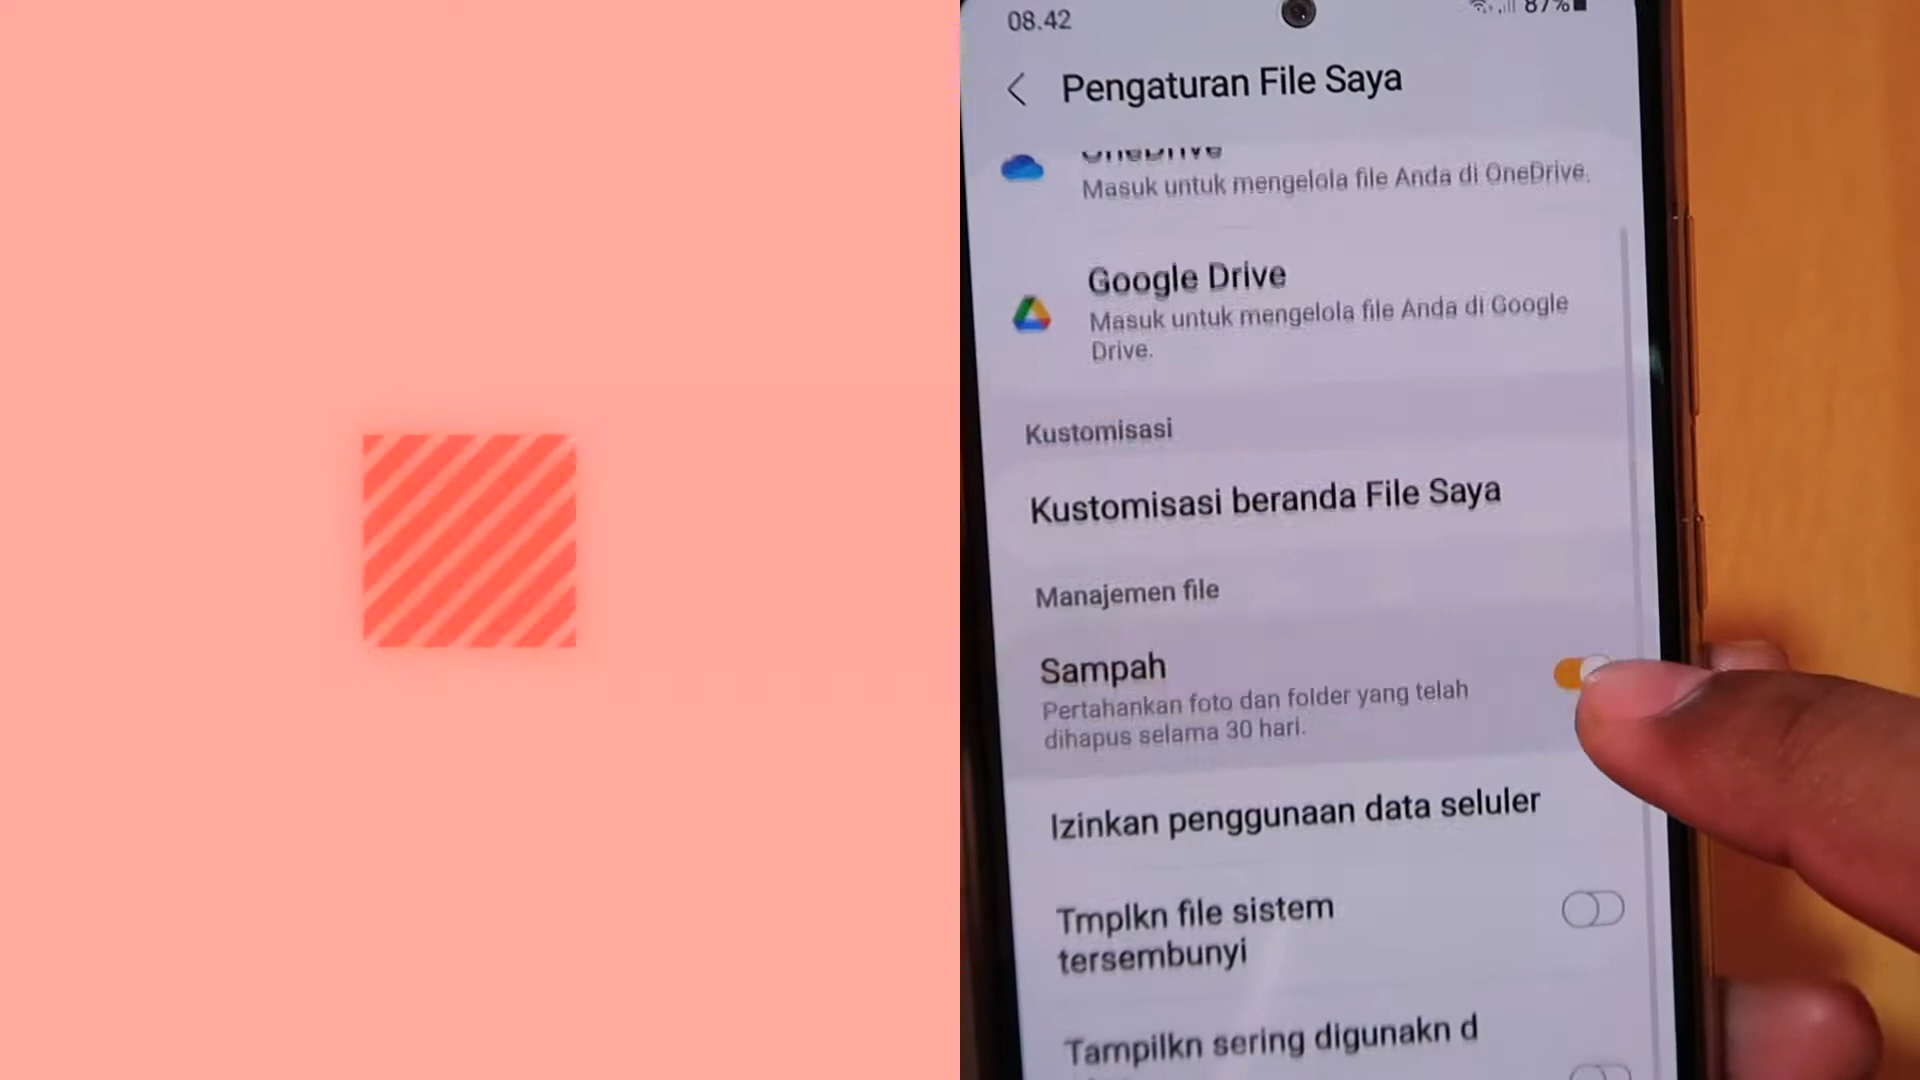 08.42
87%
Pengaturan File Saya
OneDrive
Masuk untuk mengelola file Anda di OneDrive.
Google Drive
Masuk untuk mengelola file Anda di Google
Drive.
Kustomisasi
Kustomisasi beranda File Saya
Manajemen file
Sampah
Pertahankan foto dan folder yang telah
dihapus selama 30 hari.
Izinkan penggunaan data seluler
Tmplkn file sistem
tersembunyi
Tampilkn sering digunakn d